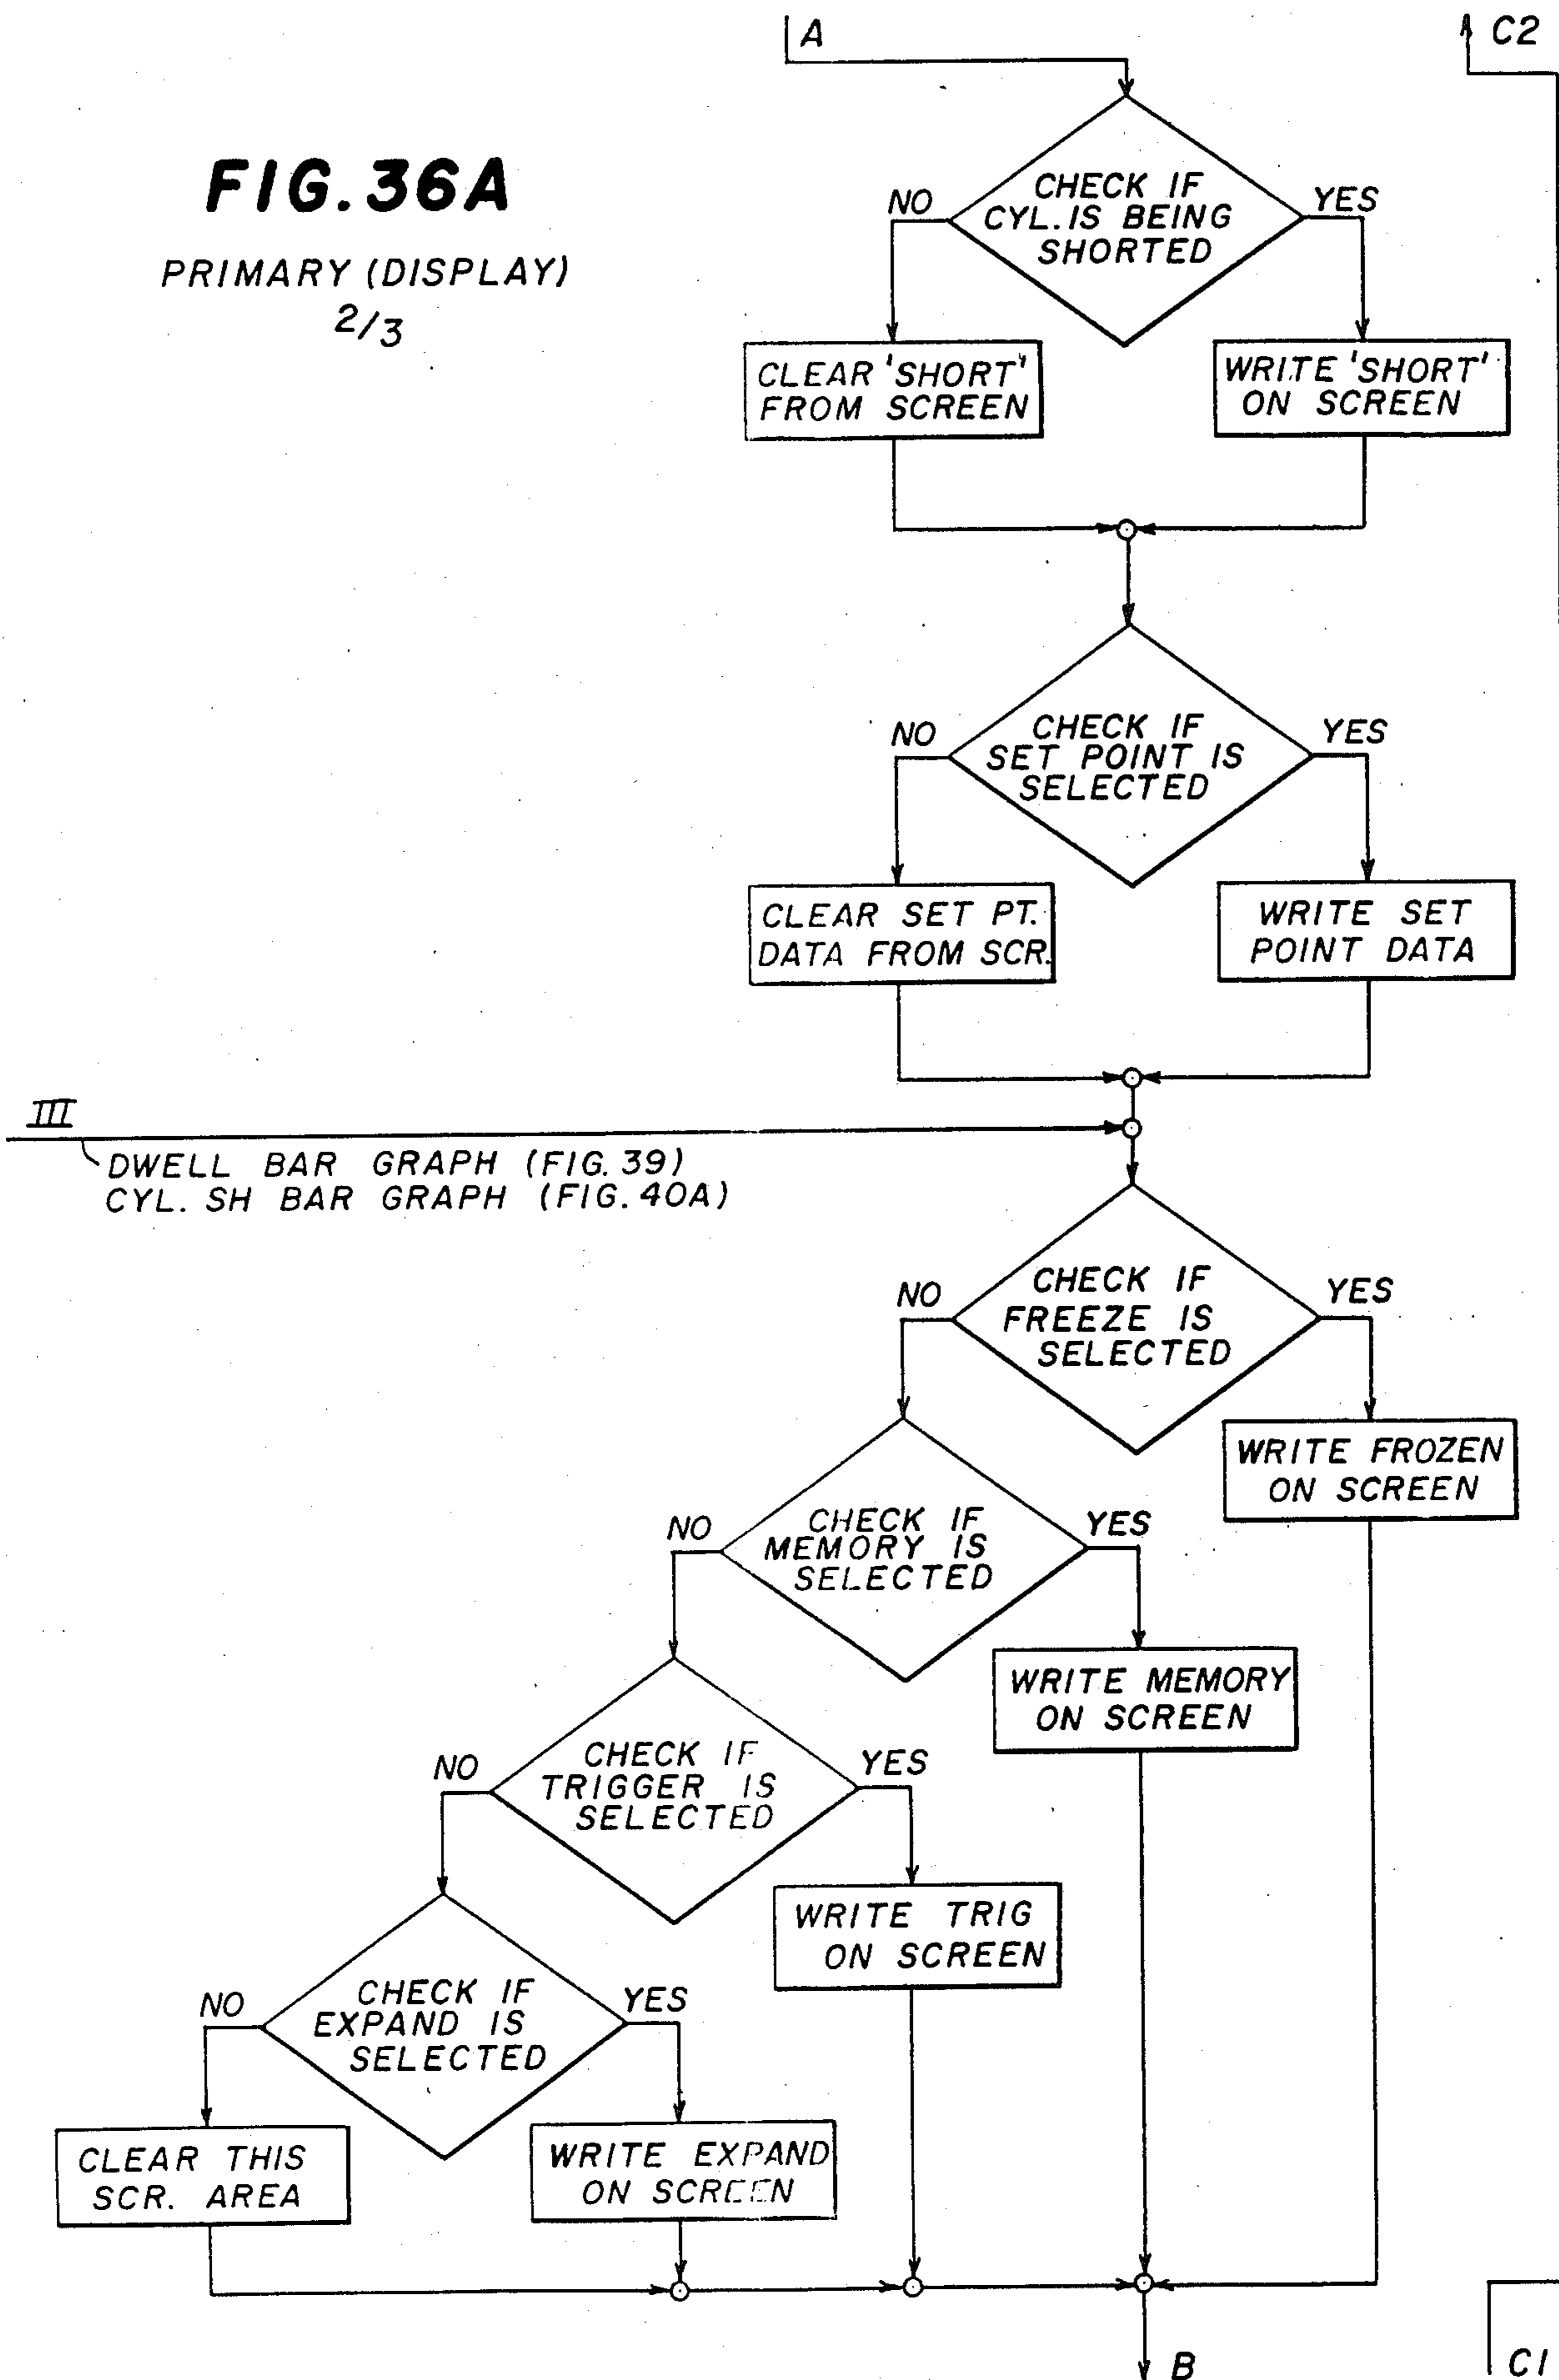 A
C2
FIG. 36A
PRIMARY (DISPLAY)
2/3
CHECK IF
CYL. IS BEING
SHORTED
NO
YES
CLEAR 'SHORT'
FROM SCREEN
WRITE 'SHORT'
ON SCREEN
CHECK IF
SET POINT IS
SELECTED
NO
YES
CLEAR SET PT.
DATA FROM SCR.
WRITE SET
POINT DATA
III
DWELL BAR GRAPH (FIG. 39)
CYL. SH BAR GRAPH (FIG. 40A)
CHECK IF
FREEZE IS
SELECTED
NO
YES
WRITE FROZEN
ON SCREEN
CHECK IF
MEMORY IS
SELECTED
NO
YES
WRITE MEMORY
ON SCREEN
CHECK IF
TRIGGER IS
SELECTED
NO
YES
WRITE TRIG
ON SCREEN
CHECK IF
EXPAND IS
SELECTED
NO
YES
CLEAR THIS
SCR. AREA
WRITE EXPAND
ON SCREEN
B
C1